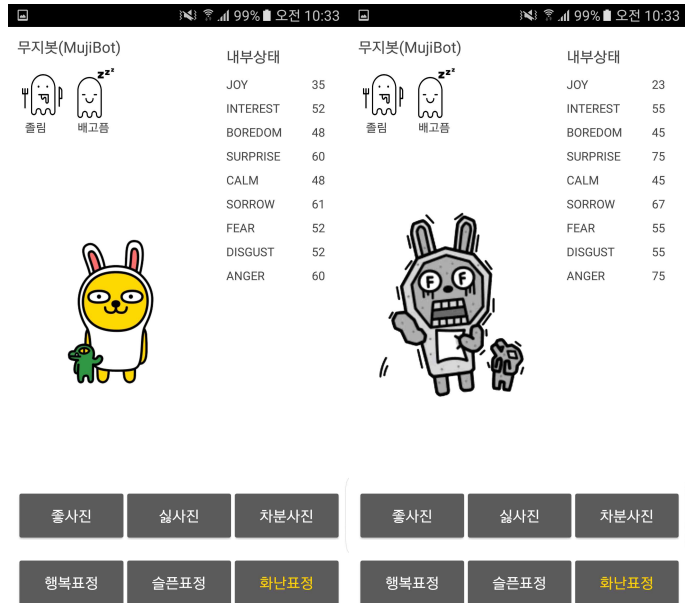 99% 오전 10:33
무지봇(MujiBot)
zzz
졸림 배고픔
내부상태
JOY 35
INTEREST 52
BOREDOM 48
SURPRISE 60
CALM 48
SORROW 61
FEAR 52
DISGUST 52
ANGER 60
좋사진 싫사진 차분사진
행복표정 슬픈표정 화난표정
99% 오전 10:33
무지봇(MujiBot)
zzz
졸림 배고픔
내부상태
JOY 23
INTEREST 55
BOREDOM 45
SURPRISE 75
CALM 45
SORROW 67
FEAR 55
DISGUST 55
ANGER 75
F F
좋사진 싫사진 차분사진
행복표정 슬픈표정 화난표정